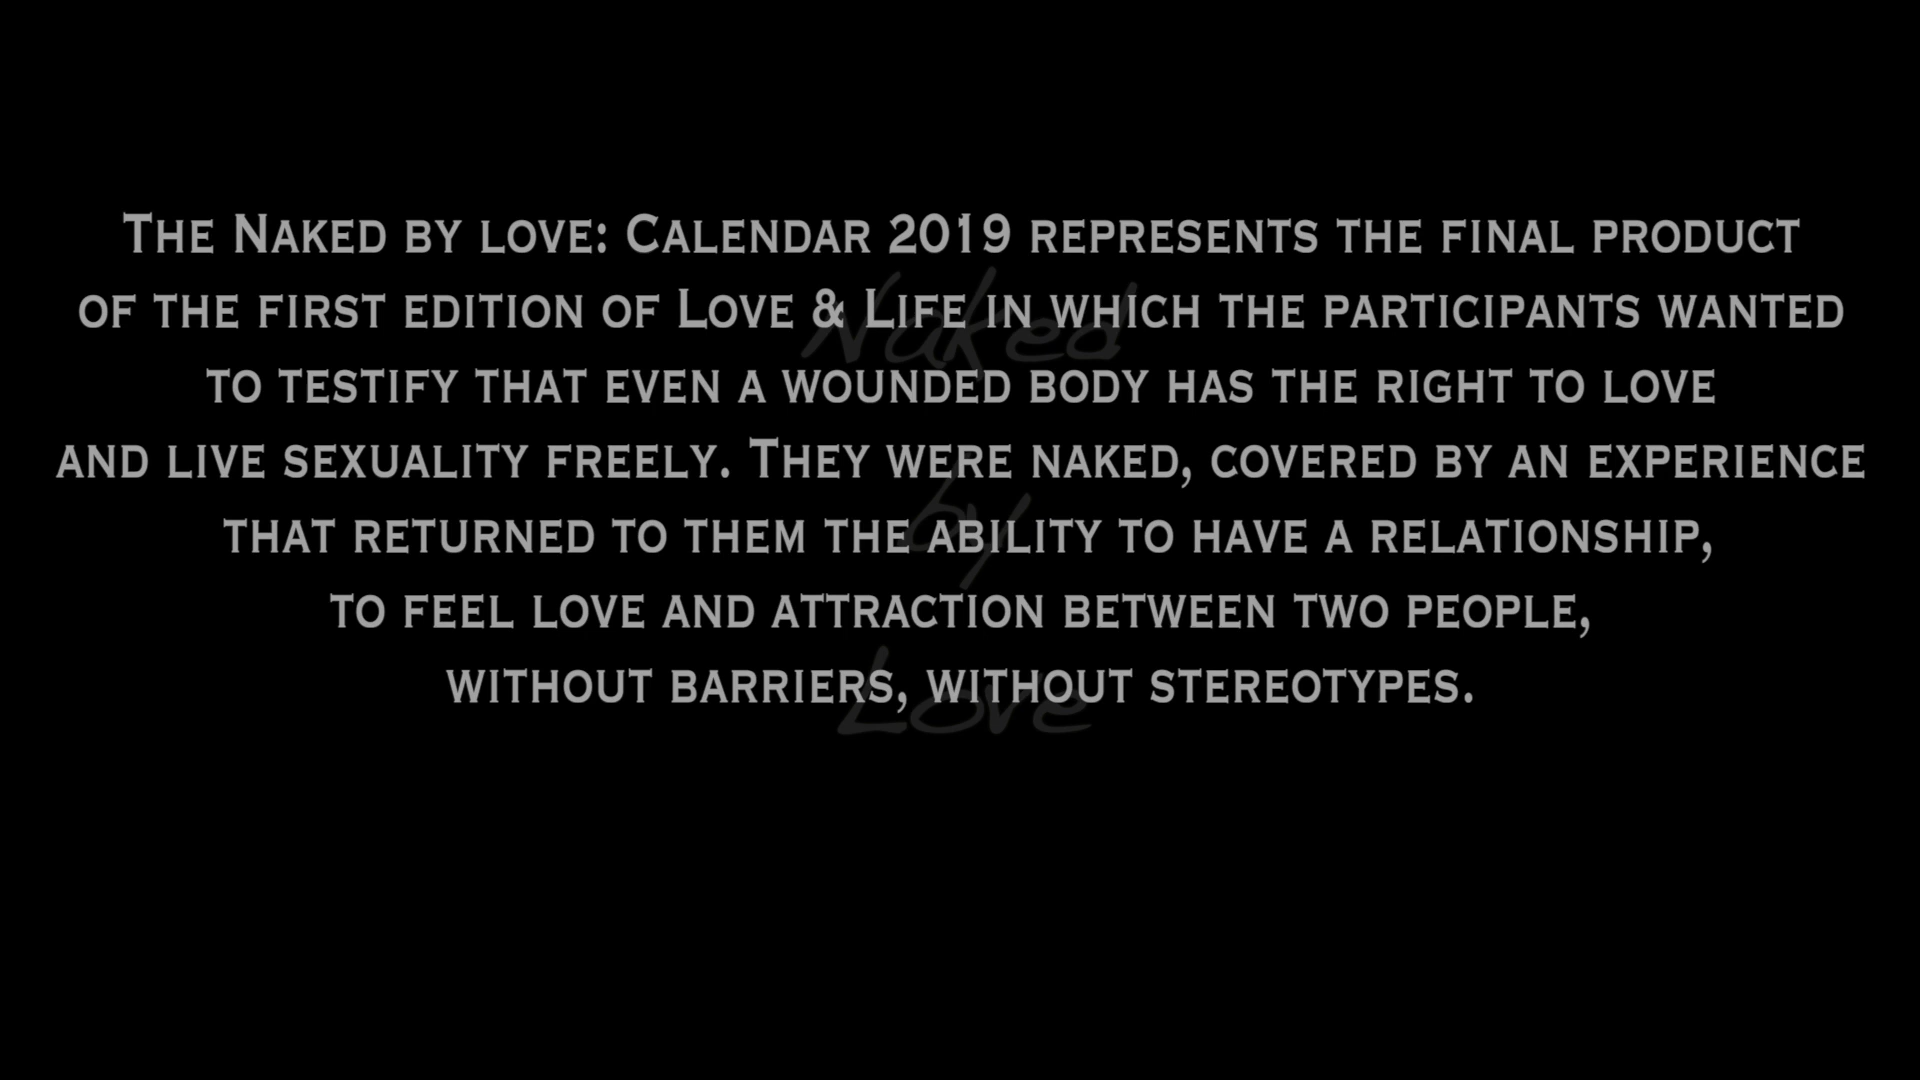 The Naked by love: Calendar 2019 represents the final product
of the first edition of Love & Life in which the participants wanted
to testify that even a wounded body has the right to love
and live sexuality freely. They were naked, covered by an experience
that returned to them the ability to have a relationship,
to feel love and attraction between two people,
without barriers, without stereotypes.
Naked
by
Love